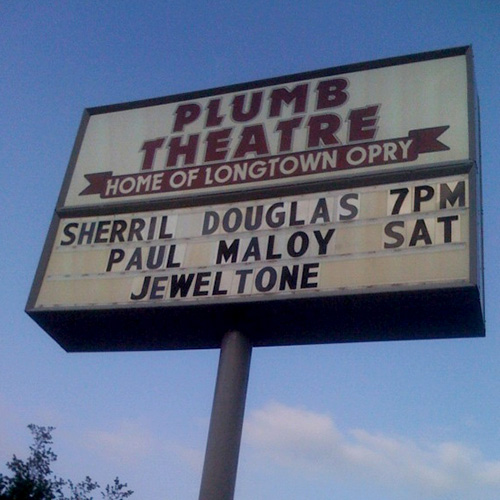 PLUMB
THEATRE
HOME OF LONGTOWN OPRY
SHERRIL DOUGLAS 7PM
PAUL MALOY SAT
JEWELTONE